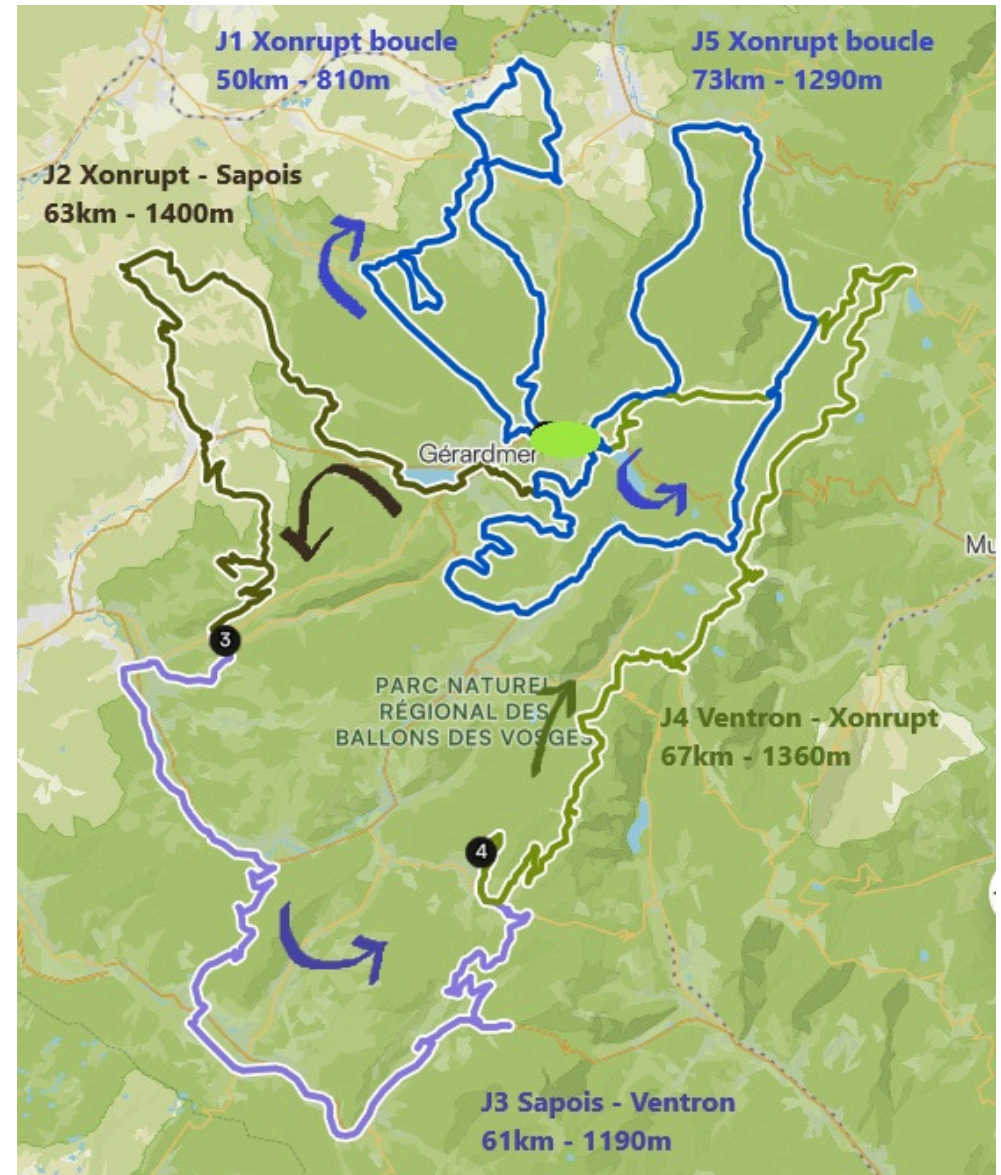 J1 Xonrupt boucle
50km - 810m
J5 Xonrupt boucle
73km - 1290m
J2 Xonrupt - Sapois
63km - 1400m
Gérardmer
Mu
3
PARC NATUREL
RÉGIONAL DES
BALLONS DES VOSGES
J4 Ventron - Xonrupt
67km - 1360m
4
J3 Sapois - Ventron
61km - 1190m